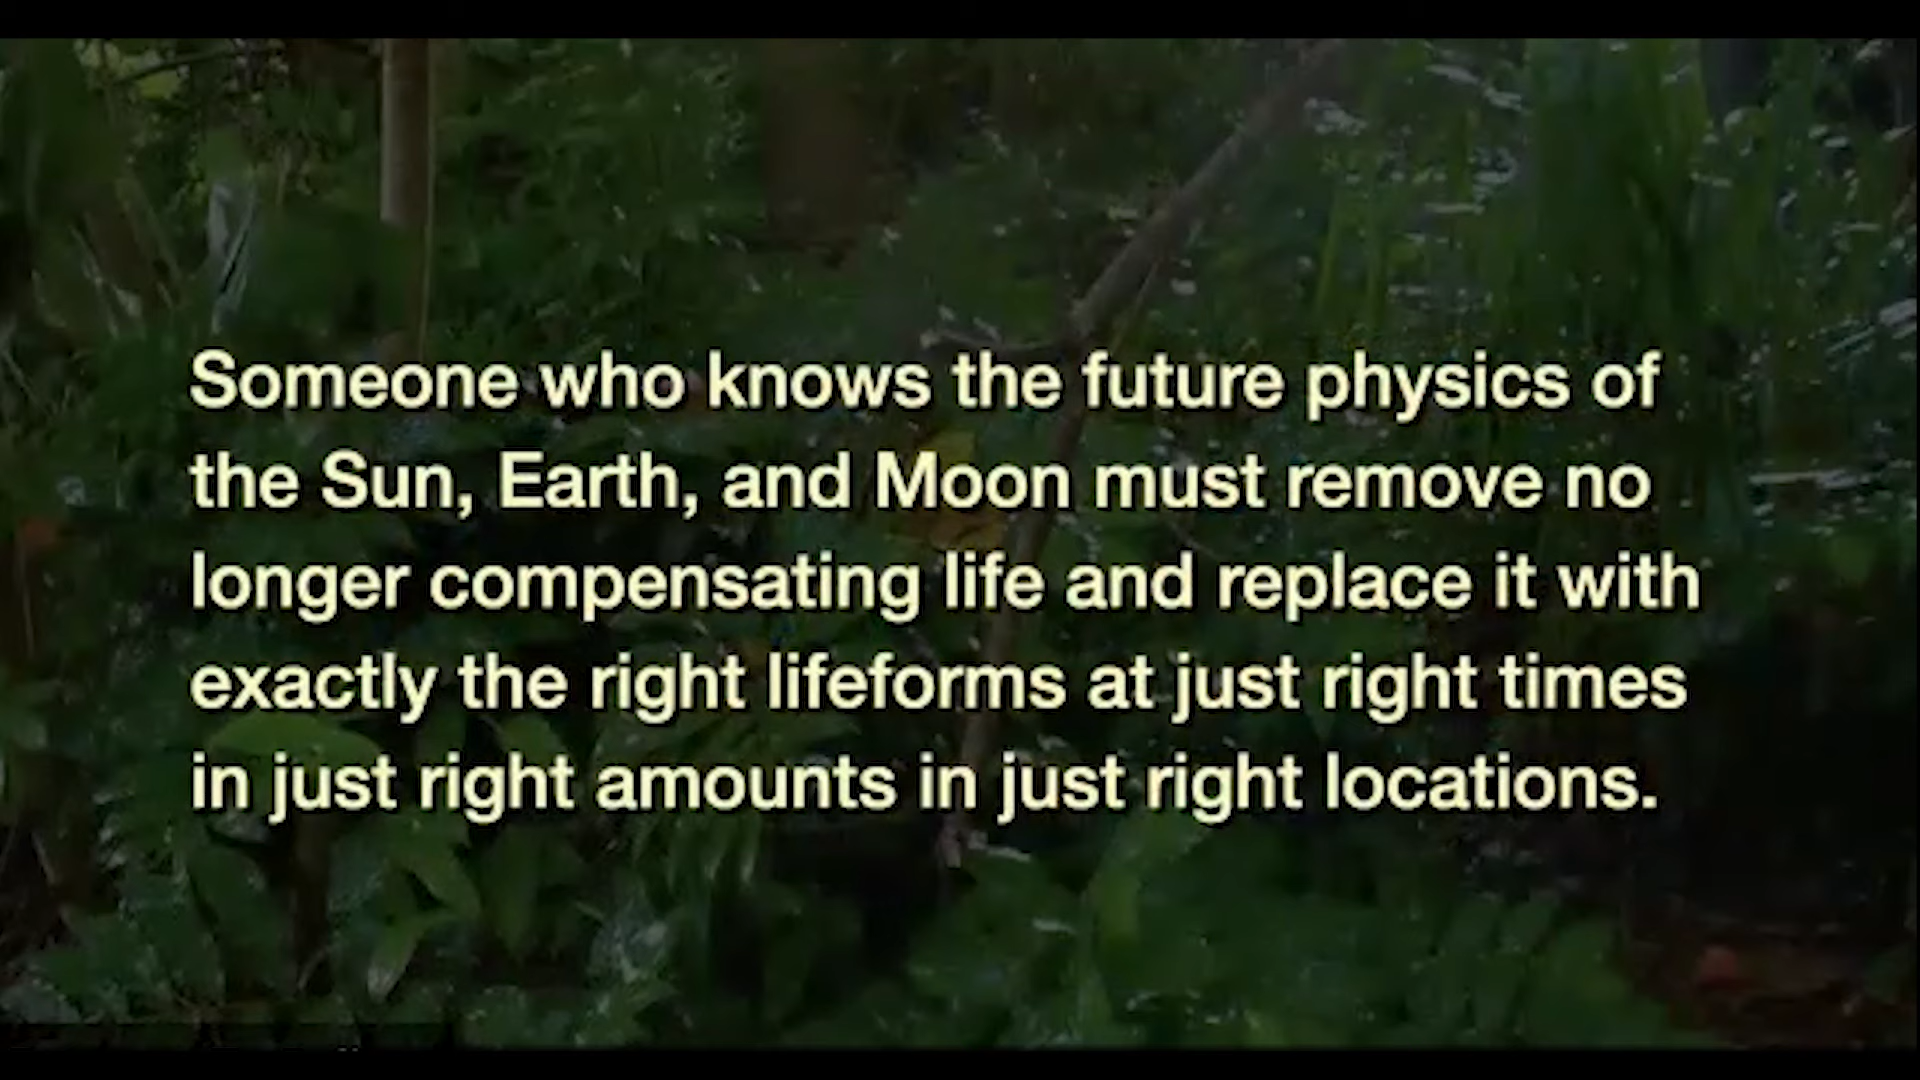 Someone who knows the future physics of
the Sun, Earth, and Moon must remove no
longer compensating life and replace it with
exactly the right lifeforms at just right times
in just right amounts in just right locations.